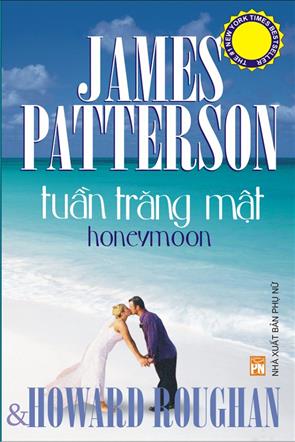 THE #1 NEW YORK TIMES BESTSELLER
JAMES
PATTERSON
tuần trăng mật
honeymoon
PN
NHÀ XUẤT BẢN PHỤ NỮ
& HOWARD ROUGHAN